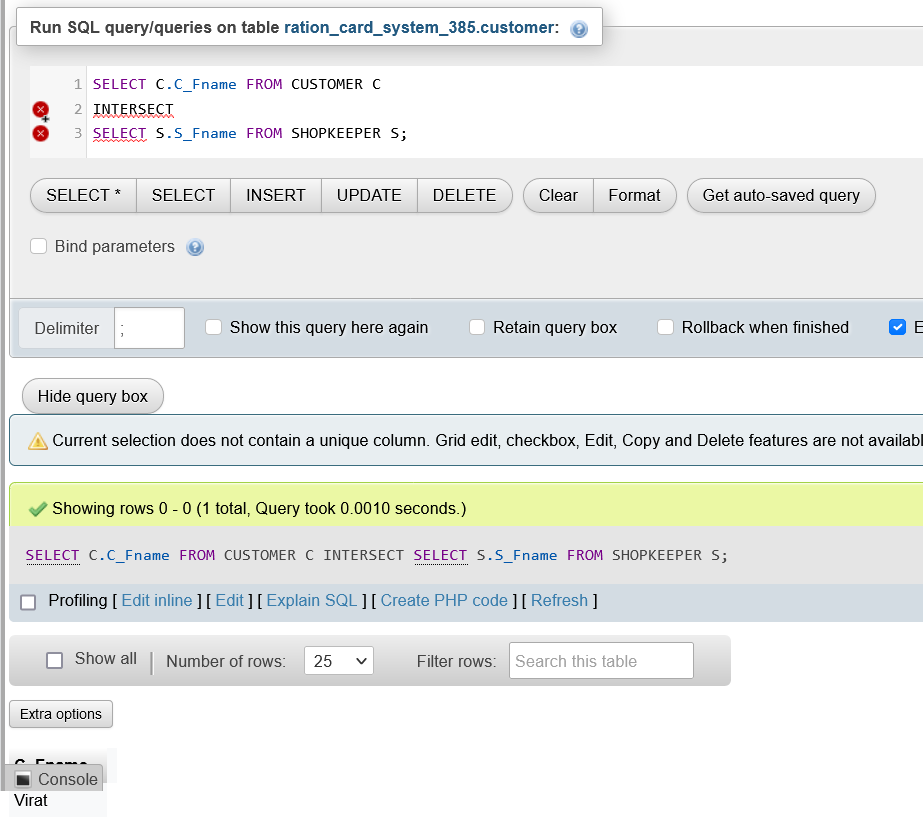 Run SQL query/queries on table ration_card_system_385.customer:
1 SELECT C.C_Fname FROM CUSTOMER C
2 INTERSECT
3 SELECT S.S_Fname FROM SHOPKEEPER S;
SELECT * SELECT INSERT UPDATE DELETE Clear Format Get auto-saved query
Bind parameters
Delimiter ; Show this query here again Retain query box Rollback when finished E
Hide query box
Current selection does not contain a unique column. Grid edit, checkbox, Edit, Copy and Delete features are not availabl
Showing rows 0 - 0 (1 total, Query took 0.0010 seconds.)
SELECT C.C_Fname FROM CUSTOMER C INTERSECT SELECT S.S_Fname FROM SHOPKEEPER S;
Profiling [ Edit inline ] [ Edit ] [ Explain SQL ] [ Create PHP code ] [ Refresh ]
Show all Number of rows: 25 Filter rows: Search this table
Extra options
C_Fname
Console
Virat